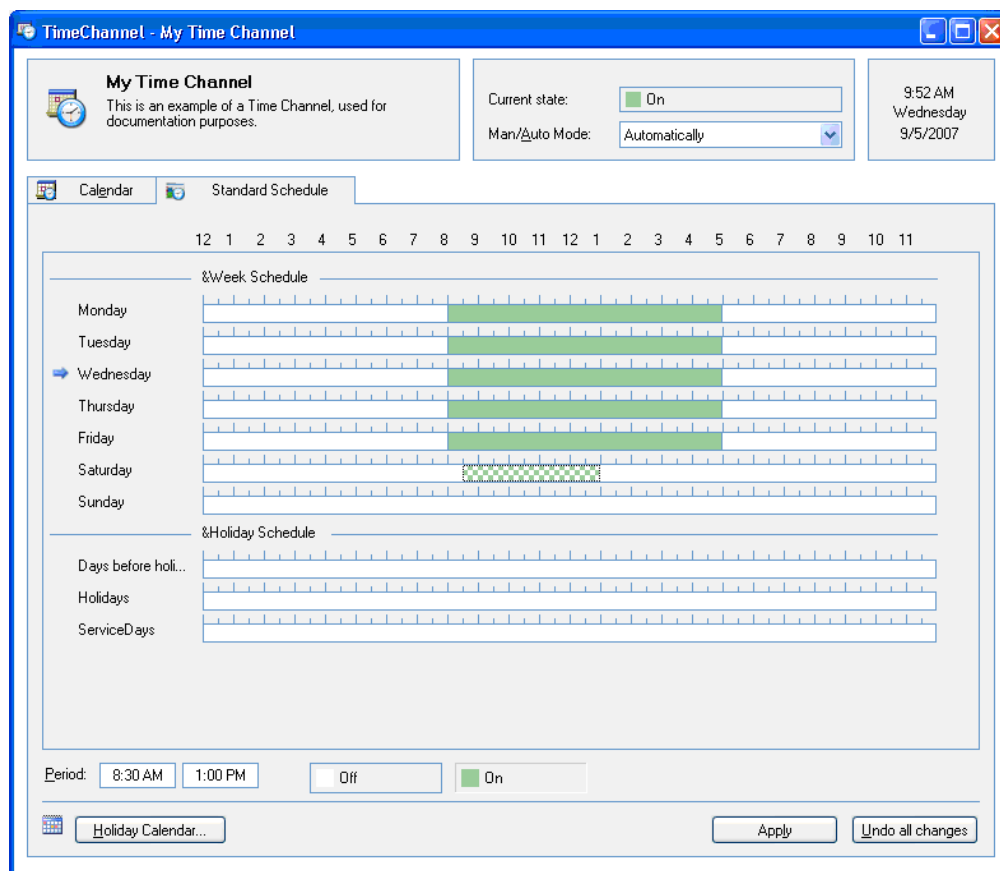 TimeChannel - My Time Channel
My Time Channel
This is an example of a Time Channel, used for
documentation purposes.
Current state:
On
Man/Auto Mode:
Automatically
9:52 AM
Wednesday
9/5/2007
Calendar
Standard Schedule
12 1 2 3 4 5 6 7 8 9 10 11 12 1 2 3 4 5 6 7 8 9 10 11
&Week Schedule
Monday
Tuesday
Wednesday
Thursday
Friday
Saturday
Sunday
&Holiday Schedule
Days before holi...
Holidays
ServiceDays
Period: 8:30 AM 1:00 PM Off On
Holiday Calendar... Apply Undo all changes